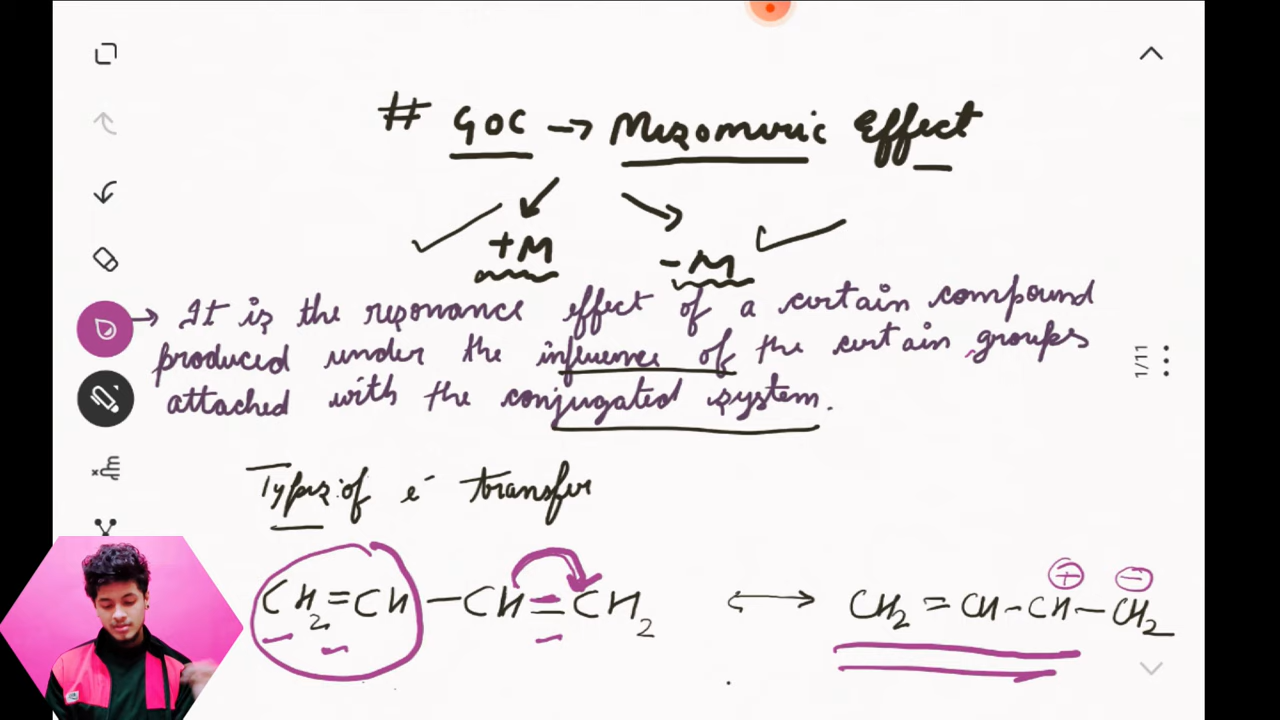 # GOC → Mezomeric Effect
+M -M
→ It is the resonance effect of a certain compound
produced under the influence of the certain groups
attached with the conjugated system.
Types of e⁻ transfer
CH₂=CH-CH=CH₂ ↔ CH₂=CH-CH-CH₂
+ -
1/11